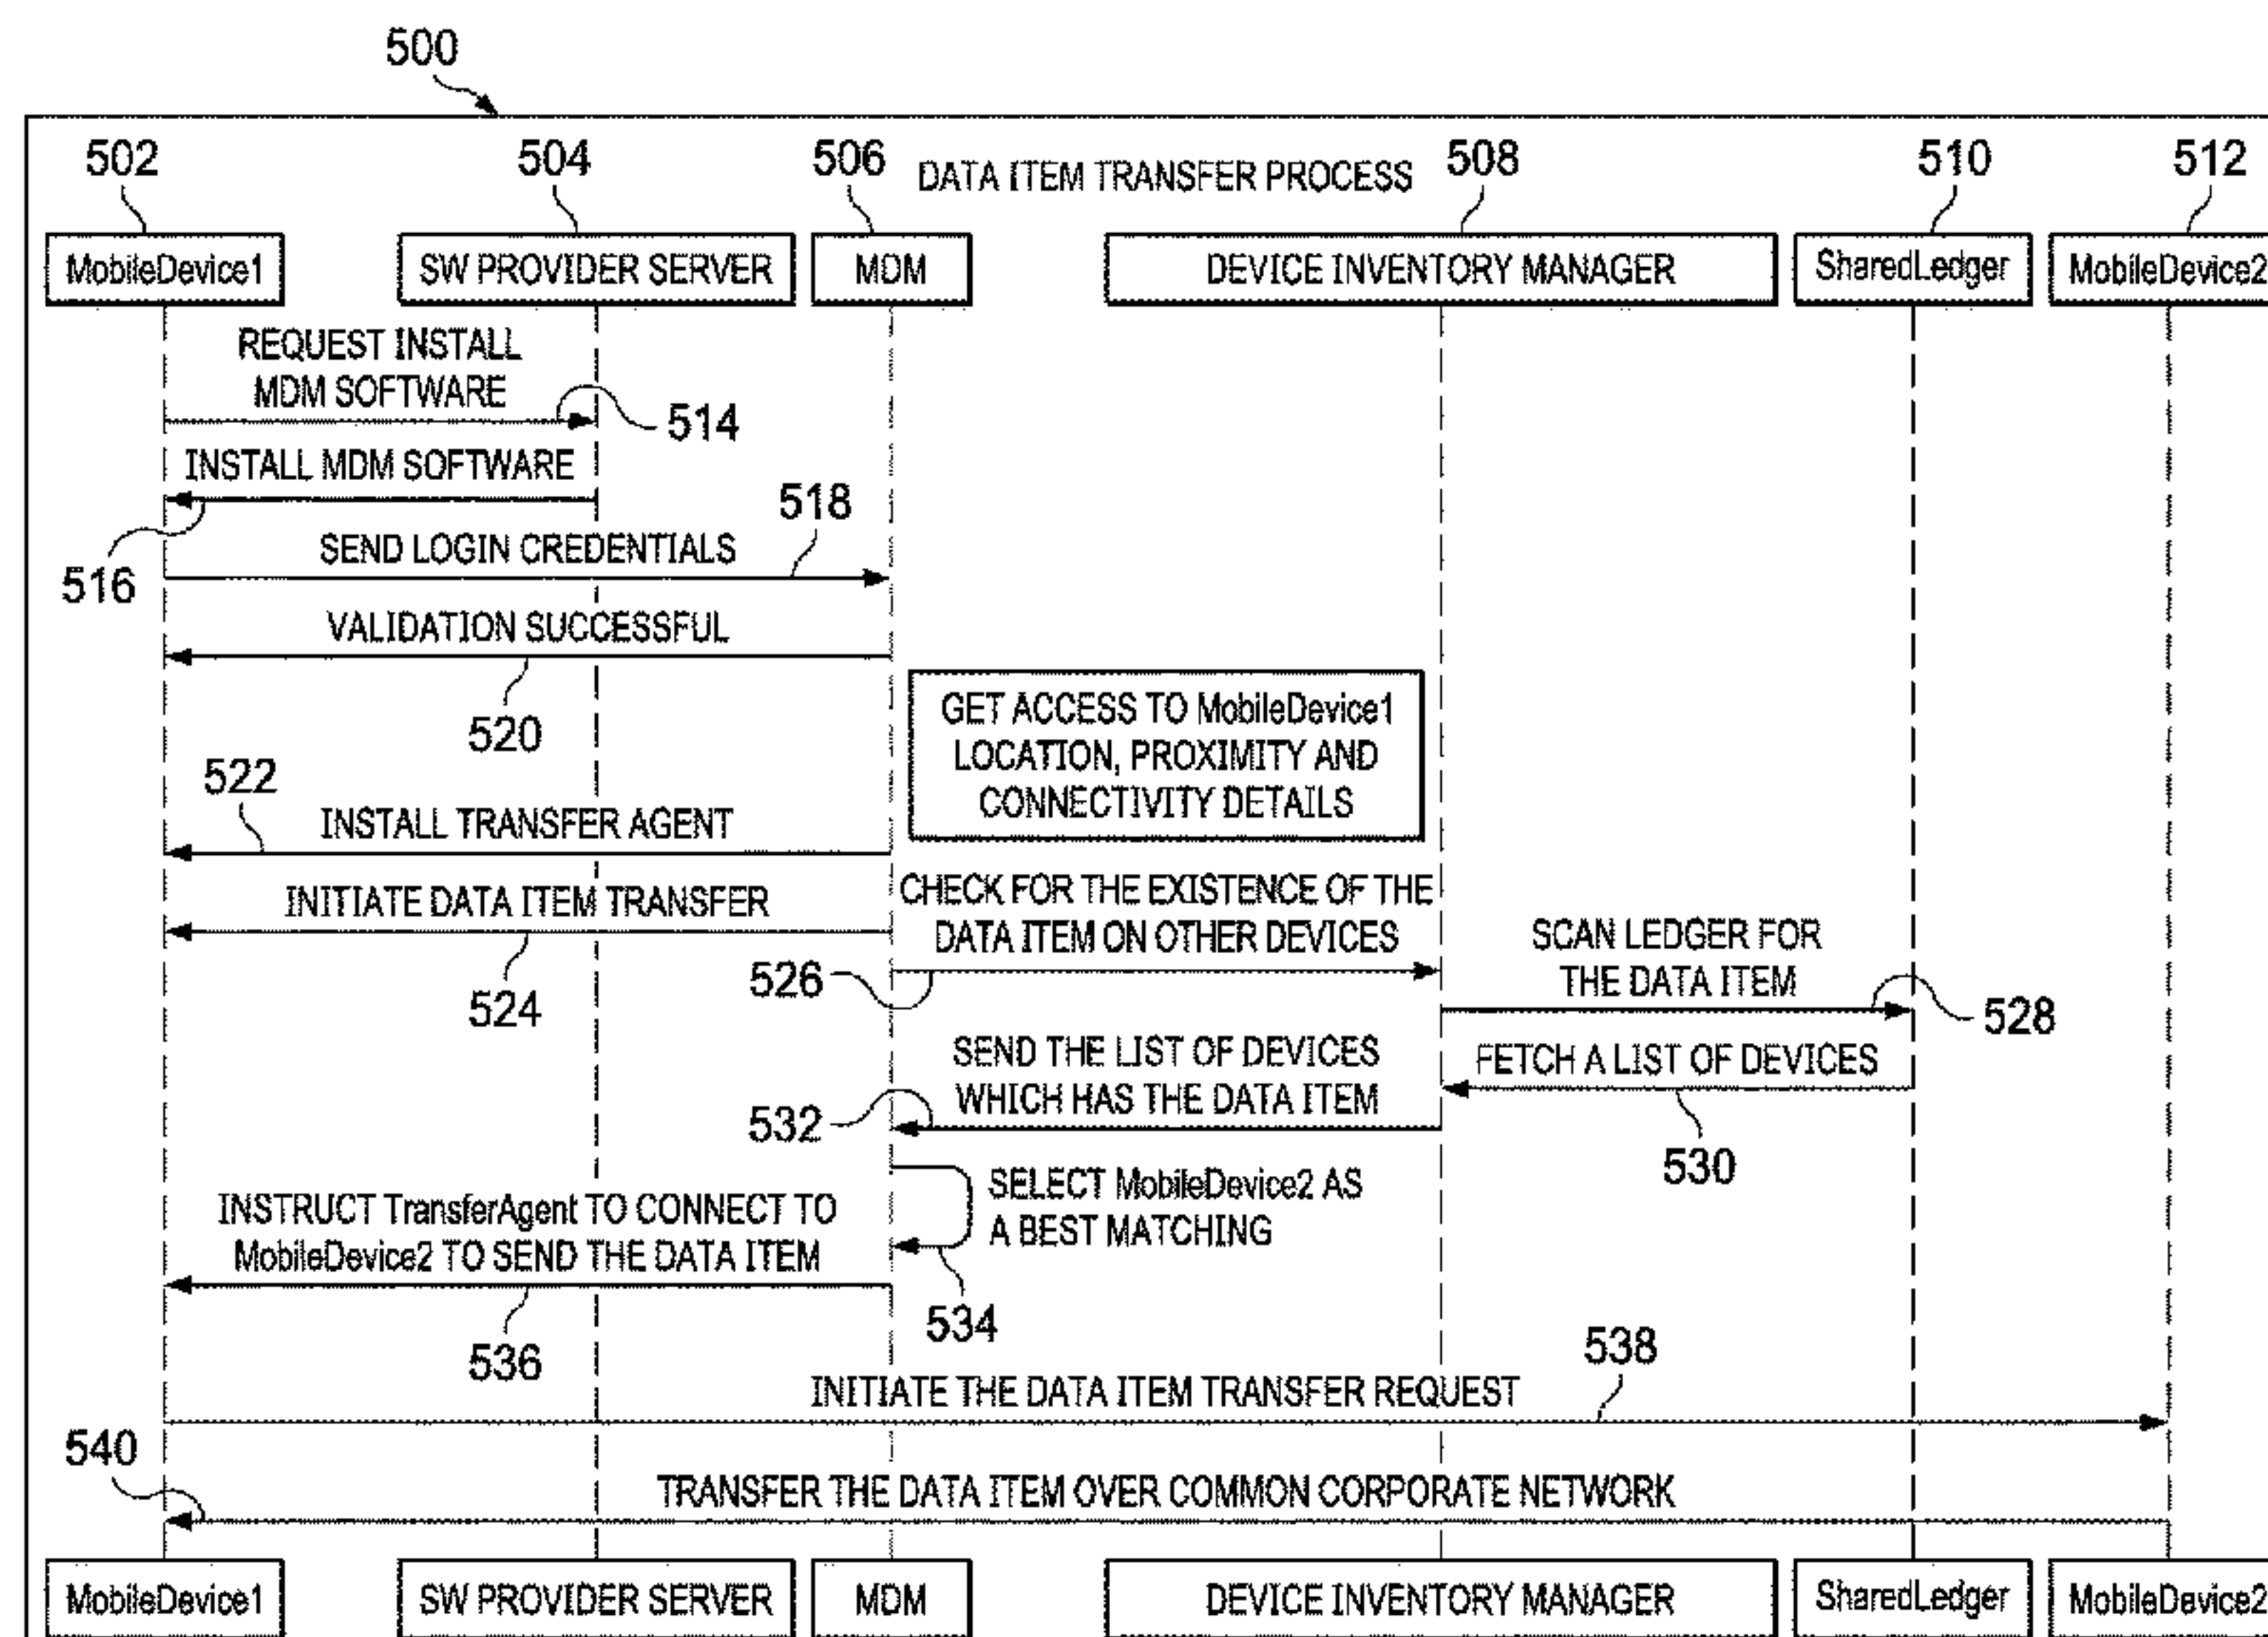 500
502
504
506
DATA ITEM TRANSFER PROCESS
508
510
512
MobileDevice1
SW PROVIDER SERVER
MDM
DEVICE INVENTORY MANAGER
SharedLedger
MobileDevice2
REQUEST INSTALL
MDM SOFTWARE
514
INSTALL MDM SOFTWARE
516
518
SEND LOGIN CREDENTIALS
VALIDATION SUCCESSFUL
520
GET ACCESS TO MobileDevice1
LOCATION, PROXIMITY AND
CONNECTIVITY DETAILS
522
INSTALL TRANSFER AGENT
INITIATE DATA ITEM TRANSFER
524
CHECK FOR THE EXISTENCE OF THE
DATA ITEM ON OTHER DEVICES
526
SCAN LEDGER FOR
THE DATA ITEM
528
FETCH A LIST OF DEVICES
530
SEND THE LIST OF DEVICES
WHICH HAS THE DATA ITEM
532
SELECT MobileDevice2 AS
A BEST MATCHING
534
INSTRUCT TransferAgent TO CONNECT TO
MobileDevice2 TO SEND THE DATA ITEM
536
538
INITIATE THE DATA ITEM TRANSFER REQUEST
540
TRANSFER THE DATA ITEM OVER COMMON CORPORATE NETWORK
MobileDevice1
SW PROVIDER SERVER
MDM
DEVICE INVENTORY MANAGER
SharedLedger
MobileDevice2